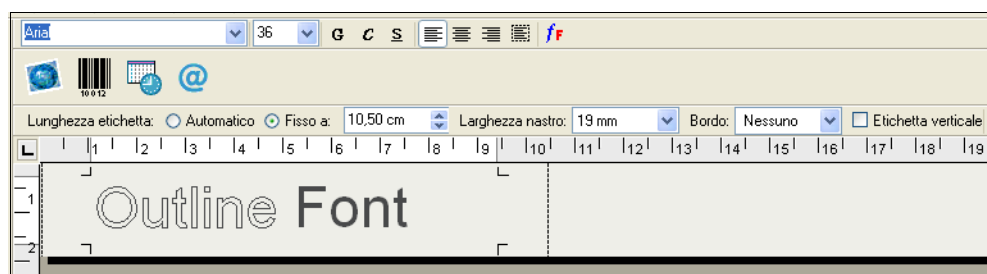 Arial 36 G C S fF
10012 @
Lunghezza etichetta: Automatico Fisso a: 10,50 cm Larghezza nastro: 19 mm Bordo: Nessuno Etichetta verticale
L 1 2 3 4 5 6 7 8 9 10 11 12 13 14 15 16 17 18 19
1
Outline Font
2